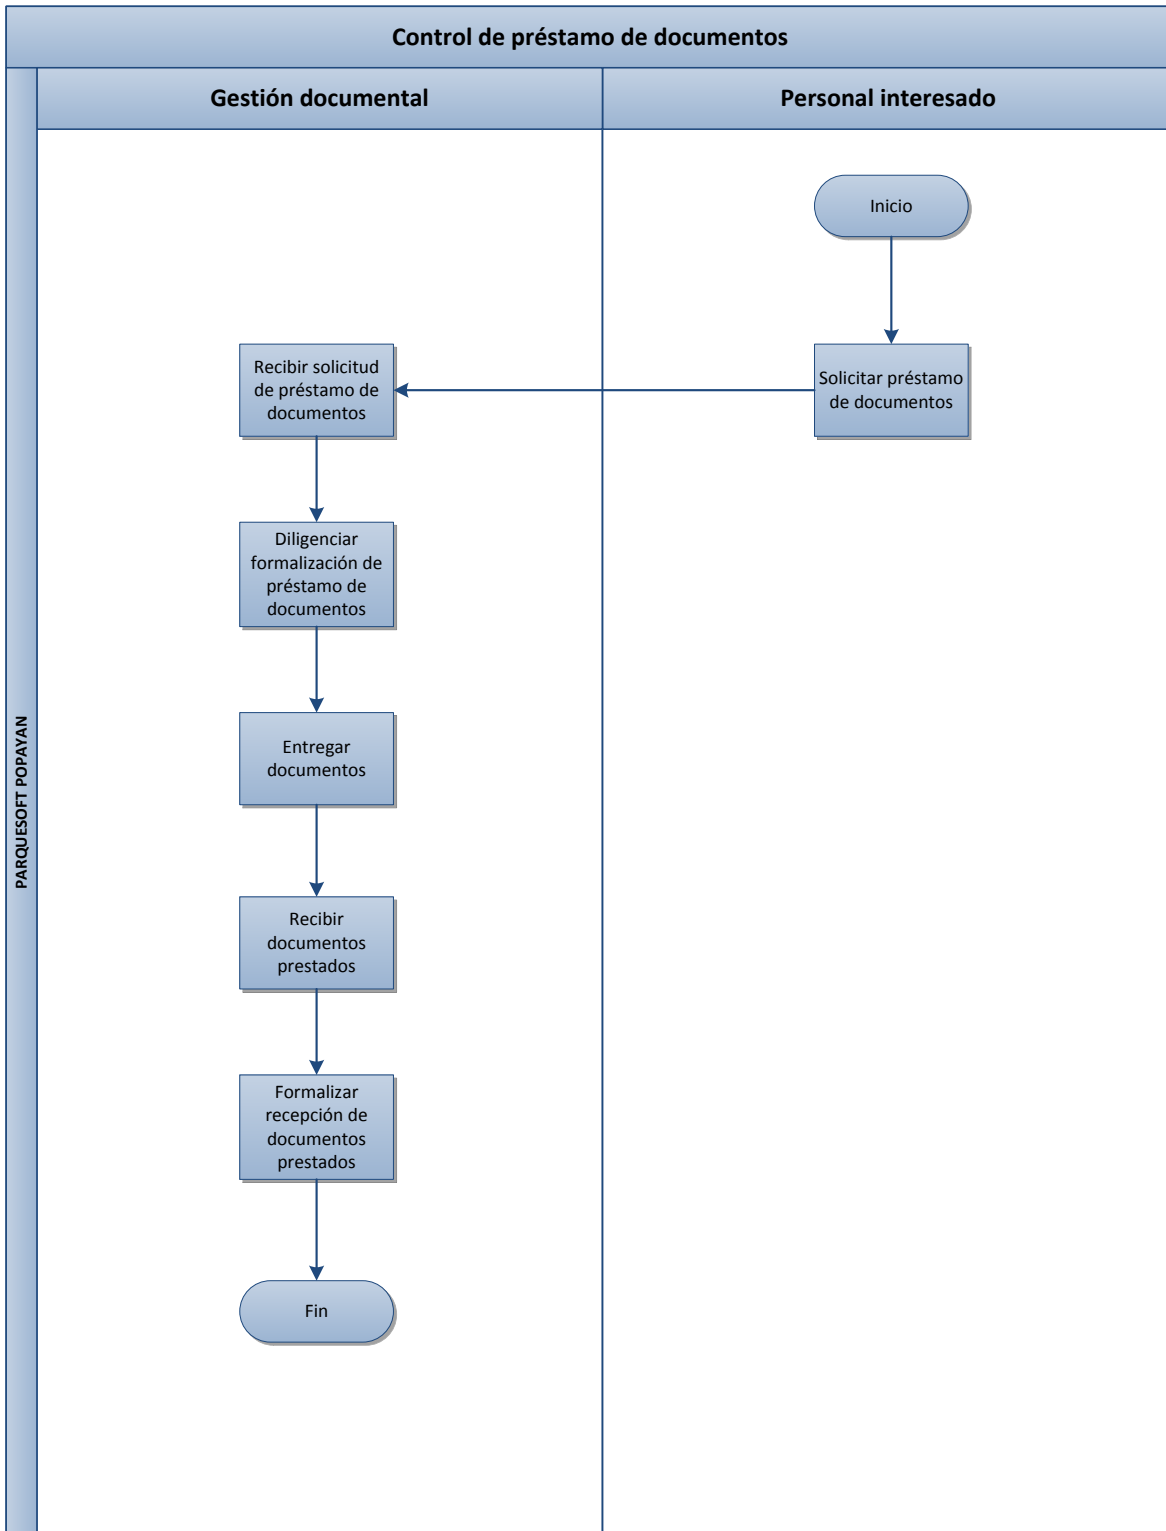 Control de préstamo de documentos
Gestión documental
Personal interesado
PARQUESOFT POPAYAN
Inicio
Solicitar préstamo
de documentos
Recibir solicitud
de préstamo de
documentos
Diligenciar
formalización de
préstamo de
documentos
Entregar
documentos
Recibir
documentos
prestados
Formalizar
recepción de
documentos
prestados
Fin